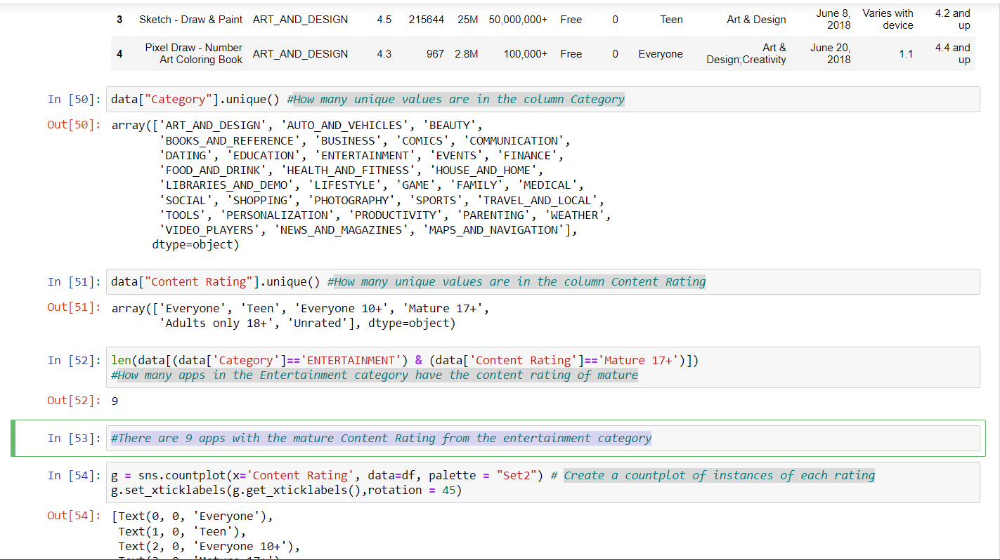 3 Sketch - Draw & Paint ART_AND_DESIGN 4.5 215644 25M 50,000,000+ Free 0 Teen Art & Design June 8, 2018 Varies with device 4.2 and up
4 Pixel Draw - Number Art Coloring Book ART_AND_DESIGN 4.3 967 2.8M 100,000+ Free 0 Everyone Art & Design;Creativity June 20, 2018 1.1 4.4 and up
In [50]: data["Category"].unique() #How many unique values are in the column Category
Out[50]: array(['ART_AND_DESIGN', 'AUTO_AND_VEHICLES', 'BEAUTY',
'BOOKS_AND_REFERENCE', 'BUSINESS', 'COMICS', 'COMMUNICATION',
'DATING', 'EDUCATION', 'ENTERTAINMENT', 'EVENTS', 'FINANCE',
'FOOD_AND_DRINK', 'HEALTH_AND_FITNESS', 'HOUSE_AND_HOME',
'LIBRARIES_AND_DEMO', 'LIFESTYLE', 'GAME', 'FAMILY', 'MEDICAL',
'SOCIAL', 'SHOPPING', 'PHOTOGRAPHY', 'SPORTS', 'TRAVEL_AND_LOCAL',
'TOOLS', 'PERSONALIZATION', 'PRODUCTIVITY', 'PARENTING', 'WEATHER',
'VIDEO_PLAYERS', 'NEWS_AND_MAGAZINES', 'MAPS_AND_NAVIGATION'],
dtype=object)
In [51]: data["Content Rating"].unique() #How many unique values are in the column Content Rating
Out[51]: array(['Everyone', 'Teen', 'Everyone 10+', 'Mature 17+',
'Adults only 18+', 'Unrated'], dtype=object)
In [52]: len(data[(data['Category']=='ENTERTAINMENT') & (data['Content Rating']=='Mature 17+')])
#How many apps in the Entertainment category have the content rating of mature
Out[52]: 9
In [53]: #There are 9 apps with the mature Content Rating from the entertainment category
In [54]: g = sns.countplot(x='Content Rating', data=df, palette = "Set2") # Create a countplot of instances of each rating
g.set_xticklabels(g.get_xticklabels(),rotation = 45)
Out[54]: [Text(0, 0, 'Everyone'),
Text(1, 0, 'Teen'),
Text(2, 0, 'Everyone 10+'),